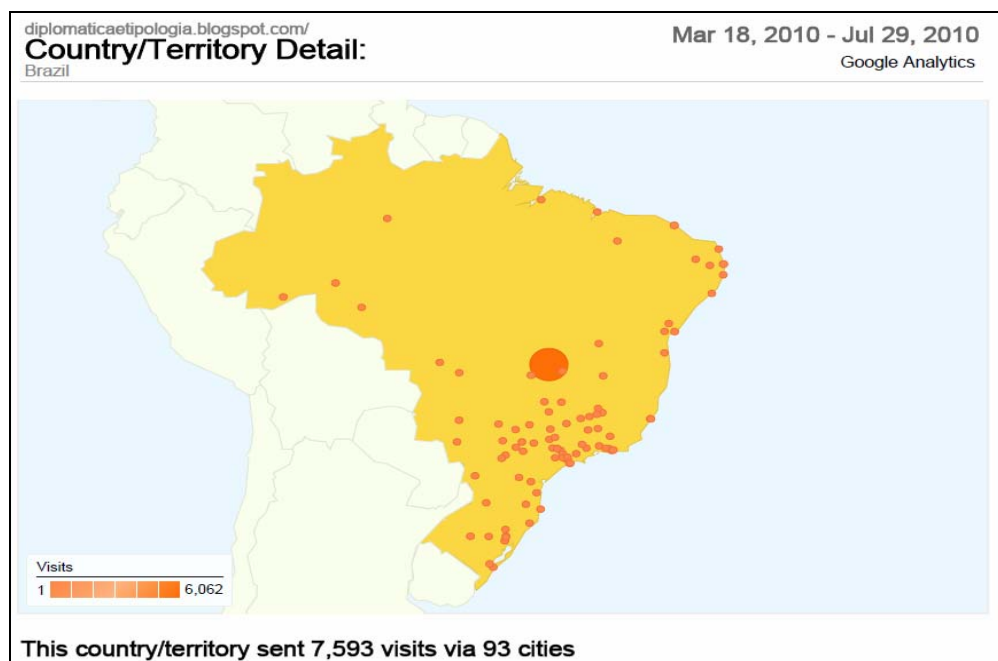 diplomaticaetipologia.blogspot.com/
Country/Territory Detail:
Brazil
Mar 18, 2010 - Jul 29, 2010
Google Analytics
Visits
1 6,062
This country/territory sent 7,593 visits via 93 cities